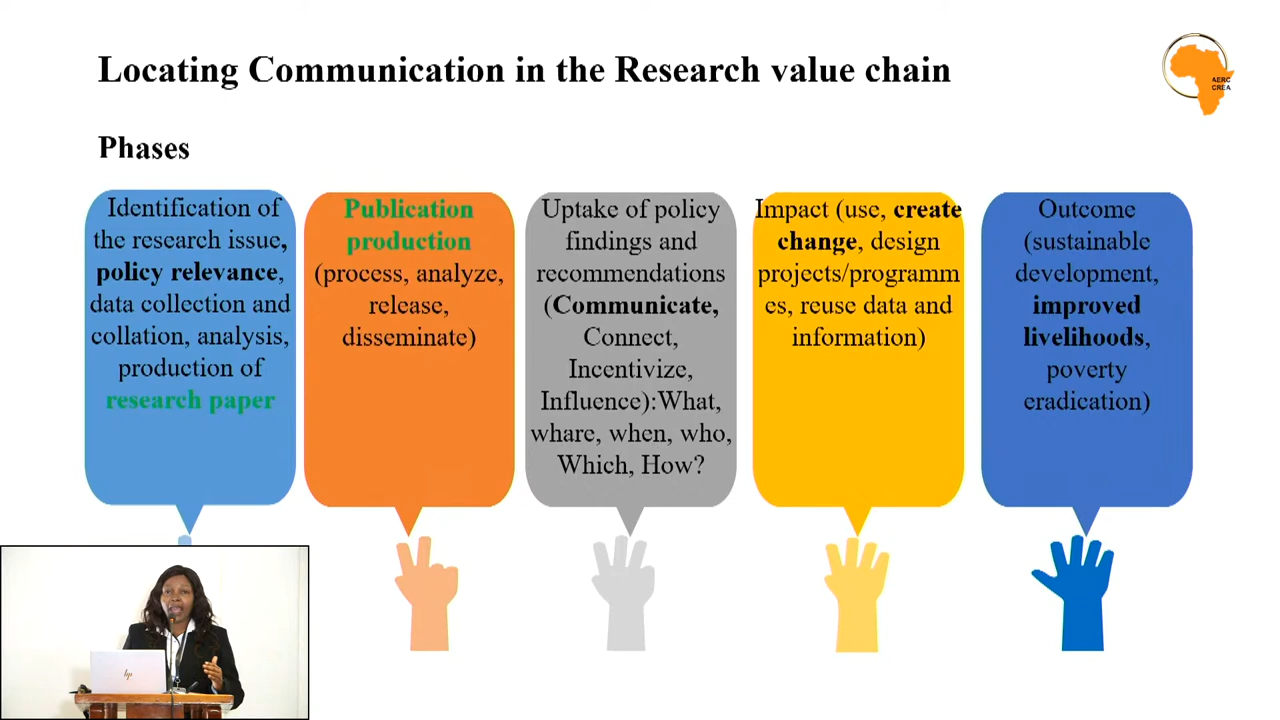 Locating Communication in the Research value chain
AERC
CREA
Phases
Identification of
the research issue,
policy relevance,
data collection and
collation, analysis,
production of
research paper
Publication
production
(process, analyze,
release,
disseminate)
Uptake of policy
findings and
recommendations
(Communicate,
Connect,
Incentivize,
Influence):What,
whare, when, who,
Which, How?
Impact (use, create
change, design
projects/programm
es, reuse data and
information)
Outcome
(sustainable
development,
improved
livelihoods,
poverty
eradication)
hp